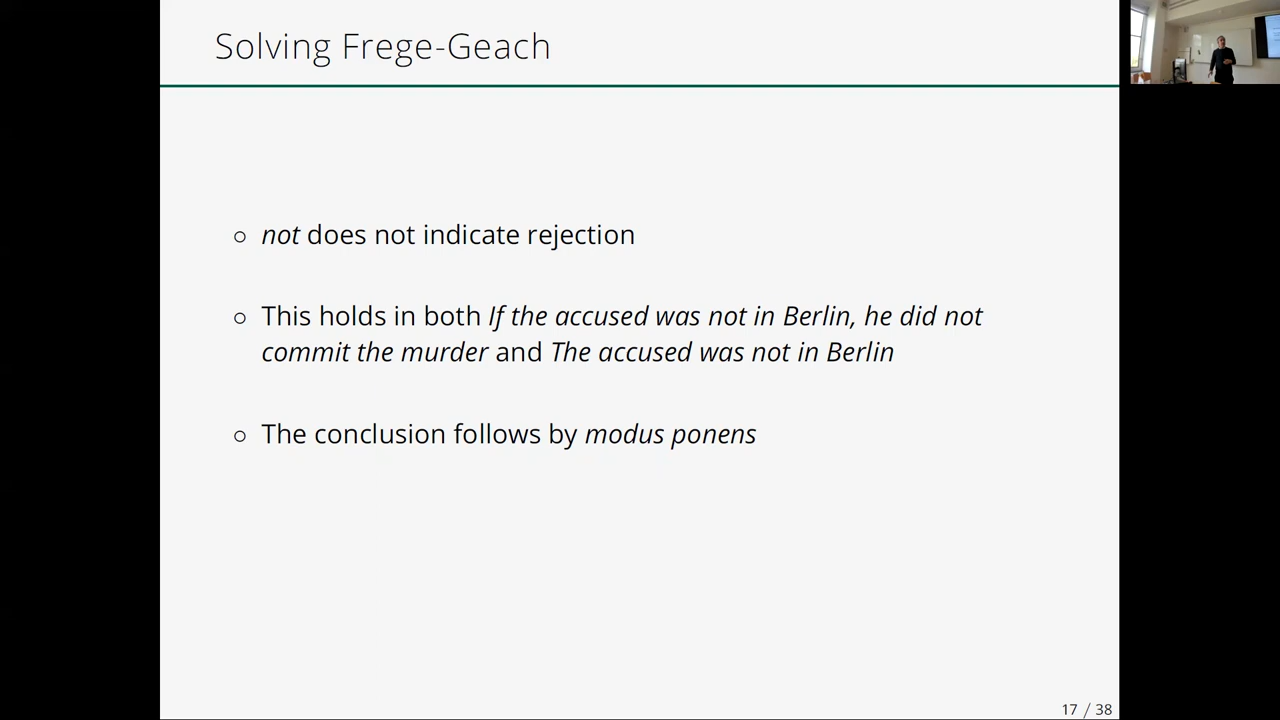 Solving Frege-Geach
○ not does not indicate rejection
○ This holds in both If the accused was not in Berlin, he did not
commit the murder and The accused was not in Berlin
○ The conclusion follows by modus ponens
17 / 38